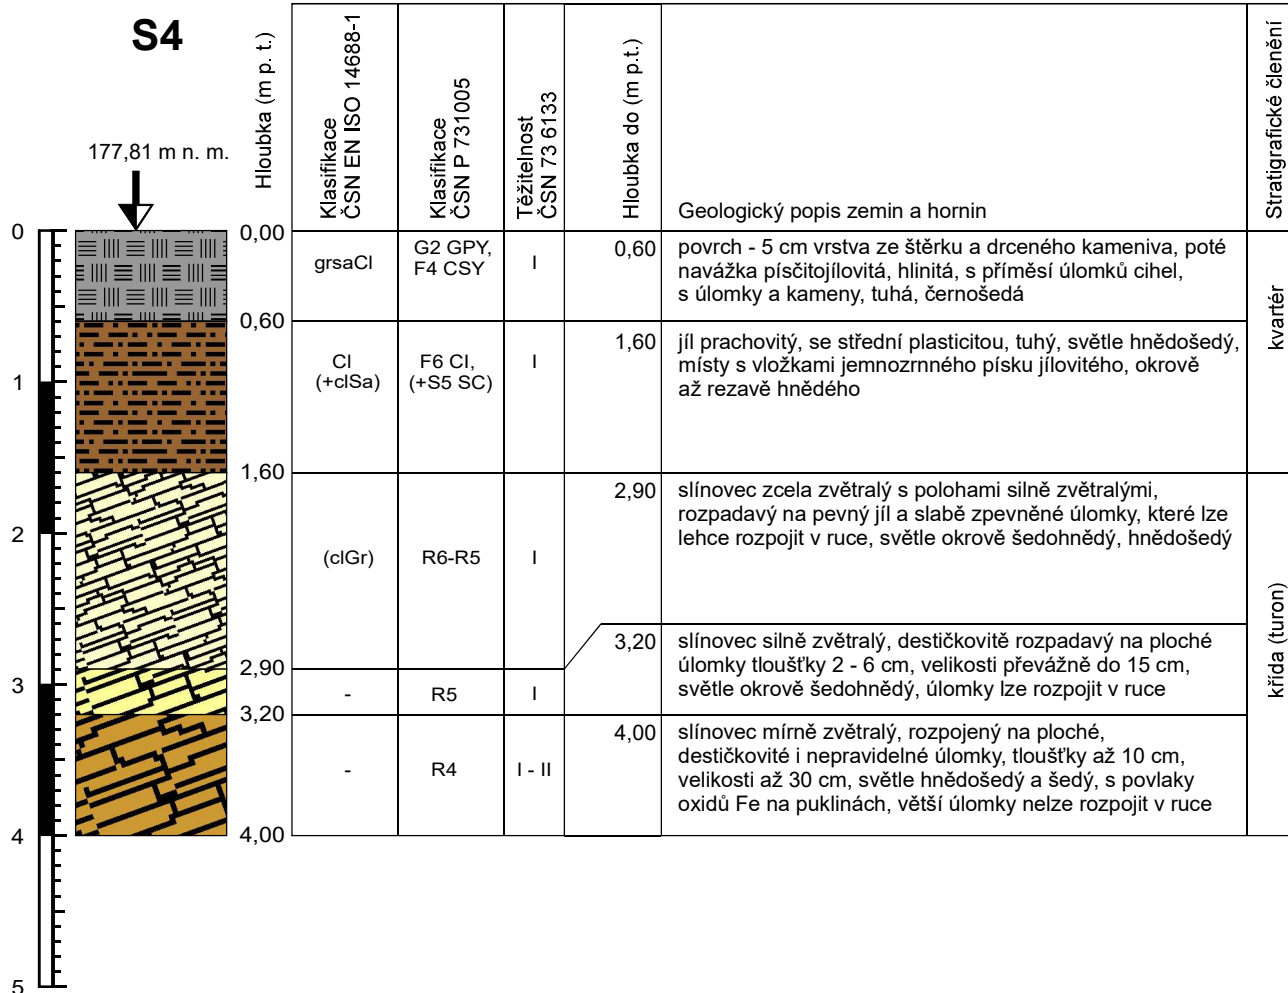 S4
177,81 m n. m.
Hloubka (m p. t.)
Klasifikace
ČSN EN ISO 14688-1
Klasifikace
ČSN P 731005
Těžitelnost
ČSN 73 6133
Hloubka do (m p.t.)
Geologický popis zemin a hornin
Stratigrafické členění
0
1
2
3
4
5
0,00
0,60
1,60
2,90
3,20
4,00
grsaCl
G2 GPY,
F4 CSY
I
0,60
povrch - 5 cm vrstva ze štěrku a drceného kameniva, poté
navážka písčitojílovitá, hlinitá, s příměsí úlomků cihel,
s úlomky a kameny, tuhá, černošedá
kvartér
Cl
(+clSa)
F6 CI,
(+S5 SC)
I
1,60
jíl prachovitý, se střední plasticitou, tuhý, světle hnědošedý,
místy s vložkami jemnozrnného písku jílovitého, okrově
až rezavě hnědého
(clGr)
R6-R5
I
2,90
slínovec zcela zvětralý s polohami silně zvětralými,
rozpadavý na pevný jíl a slabě zpevněné úlomky, které lze
lehce rozpojit v ruce, světle okrově šedohnědý, hnědošedý
křída (turon)
-
R5
I
3,20
slínovec silně zvětralý, destičkovitě rozpadavý na ploché
úlomky tloušťky 2 - 6 cm, velikosti převážně do 15 cm,
světle okrově šedohnědý, úlomky lze rozpojit v ruce
-
R4
I - II
4,00
slínovec mírně zvětralý, rozpojený na ploché,
destičkovité i nepravidelné úlomky, tloušťky až 10 cm,
velikosti až 30 cm, světle hnědošedý a šedý, s povlaky
oxidů Fe na puklinách, větší úlomky nelze rozpojit v ruce